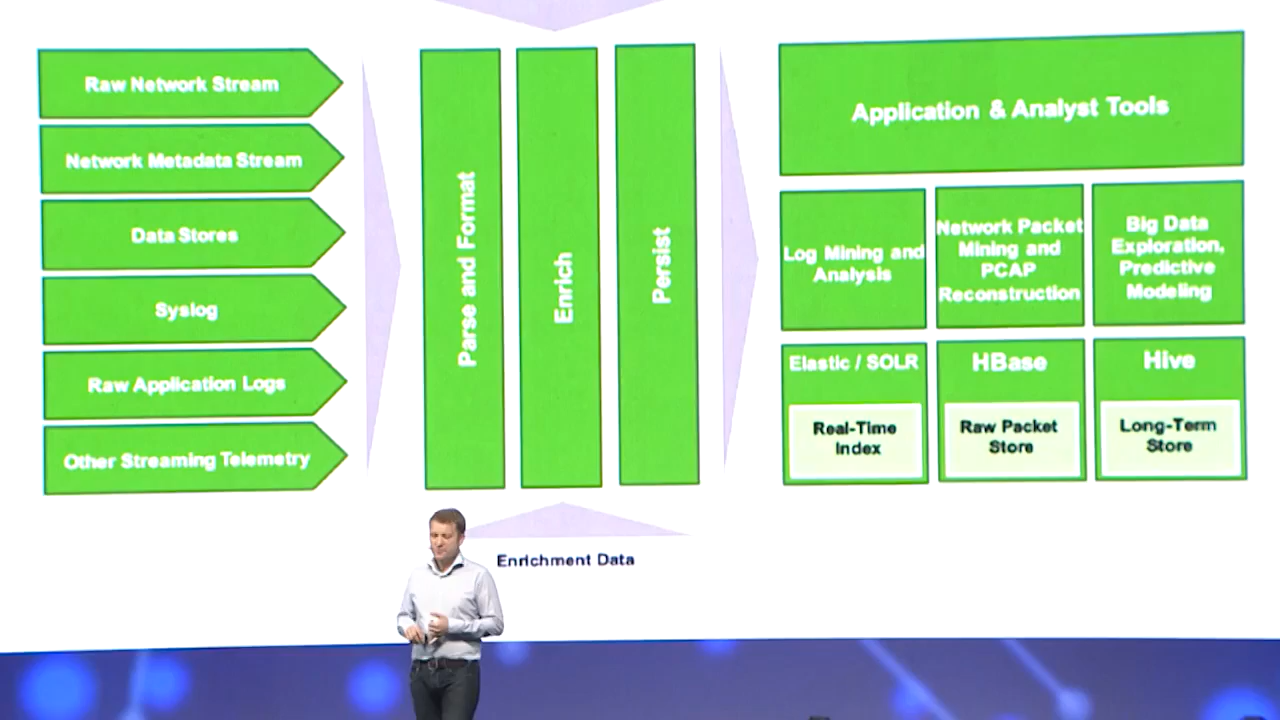 Raw Network Stream
Network Metadata Stream
Data Stores
Syslog
Raw Application Logs
Other Streaming Telemetry
Parse and Format
Enrich
Persist
Enrichment Data
Application & Analyst Tools
Log Mining and
Analysis
Network Packet
Mining and
PCAP
Reconstruction
Big Data
Exploration,
Predictive
Modeling
Elastic / SOLR
Real-Time
Index
HBase
Raw Packet
Store
Hive
Long-Term
Store